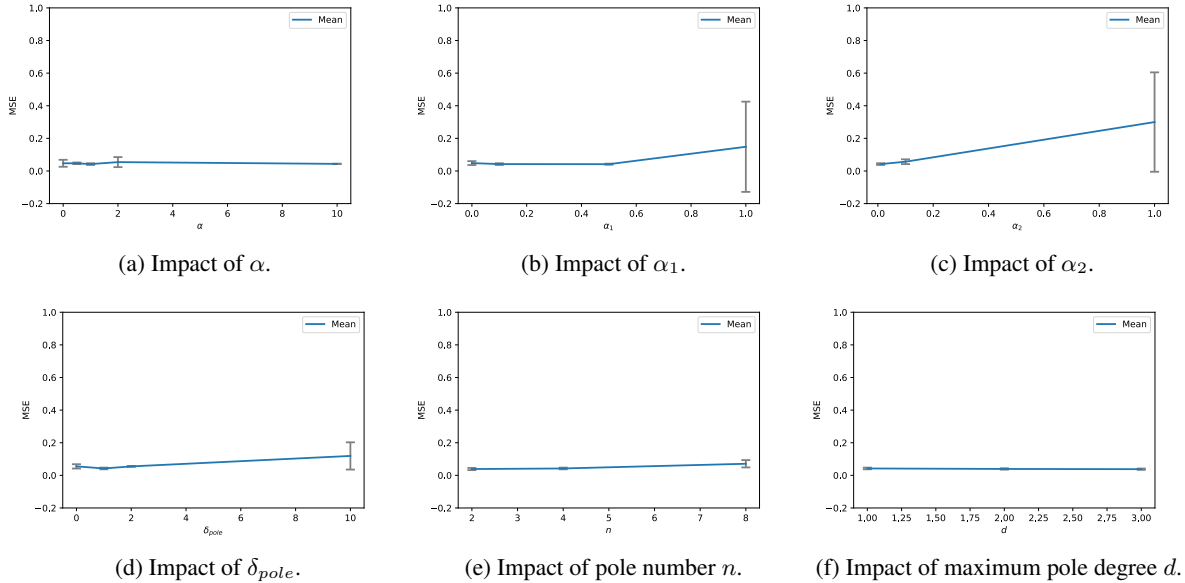 Mean
1.0
0.8
0.6
0.4
0.2
0.0
−0.2
MSE
0 2 4 6 8 10
α
(a) Impact of α.
Mean
1.0
0.8
0.6
0.4
0.2
0.0
−0.2
MSE
0.0 0.2 0.4 0.6 0.8 1.0
α₁
(b) Impact of α₁.
Mean
1.0
0.8
0.6
0.4
0.2
0.0
−0.2
MSE
0.0 0.2 0.4 0.6 0.8 1.0
α₂
(c) Impact of α₂.
Mean
1.0
0.8
0.6
0.4
0.2
0.0
−0.2
MSE
0 2 4 6 8 10
δpole
(d) Impact of δpole.
Mean
1.0
0.8
0.6
0.4
0.2
0.0
−0.2
MSE
2 3 4 5 6 7 8
n
(e) Impact of pole number n.
Mean
1.0
0.8
0.6
0.4
0.2
0.0
−0.2
MSE
1.00 1.25 1.50 1.75 2.00 2.25 2.50 2.75 3.00
d
(f) Impact of maximum pole degree d.